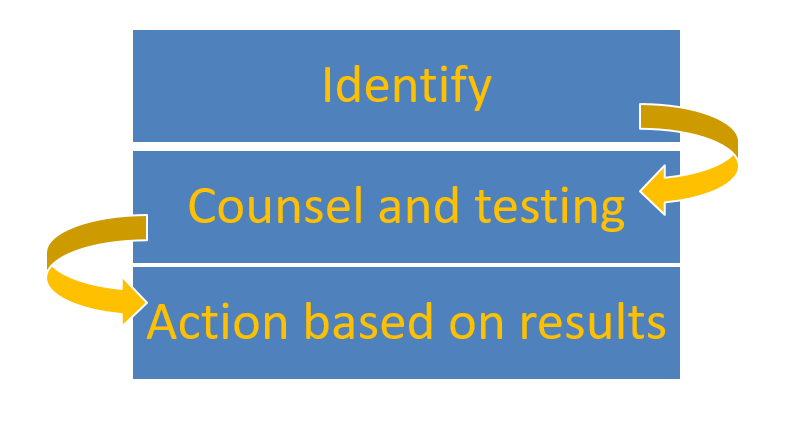 Identify
Counsel and testing
Action based on results